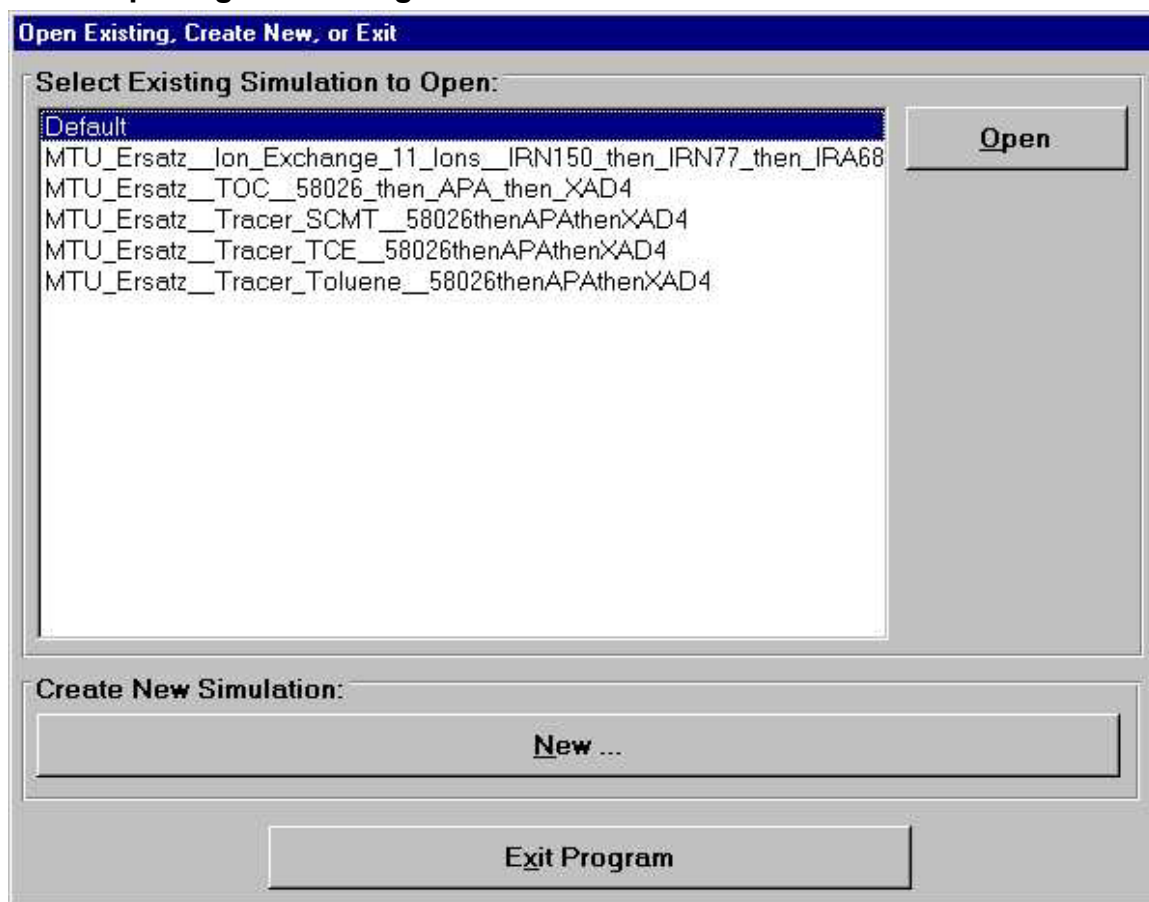 Open Existing, Create New, or Exit
Select Existing Simulation to Open:
Default
Open
MTU_Ersatz__Ion_Exchange_11_Ions__IRN150_then_IRN77_then_IRA68
MTU_Ersatz__TOC__58026_then_APA_then_XAD4
MTU_Ersatz__Tracer_SCMT__58026thenAPAthenXAD4
MTU_Ersatz__Tracer_TCE__58026thenAPAthenXAD4
MTU_Ersatz__Tracer_Toluene__58026thenAPAthenXAD4
Create New Simulation:
New ...
Exit Program